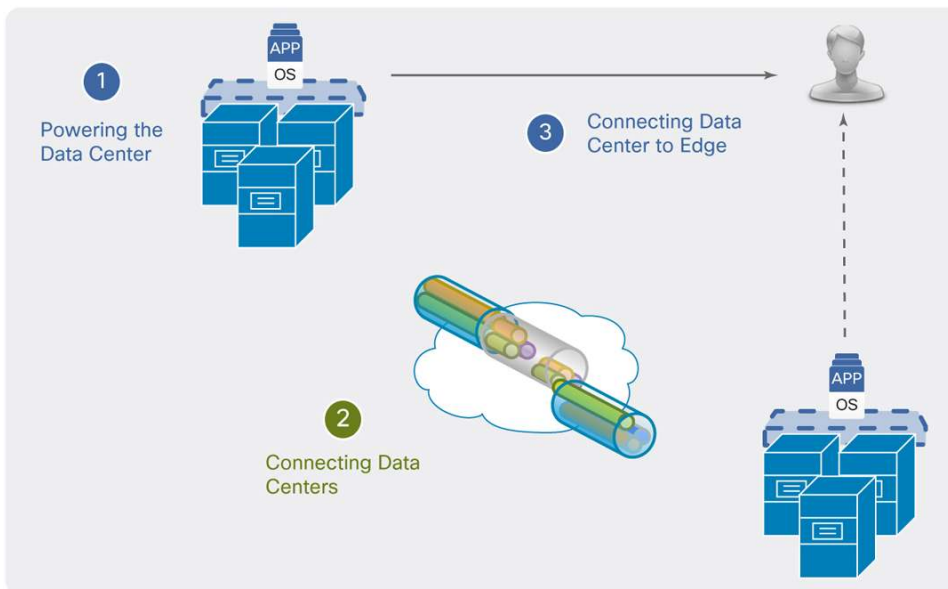 APP
OS
1
Powering the
Data Center
3
Connecting Data
Center to Edge
2
Connecting Data
Centers
APP
OS